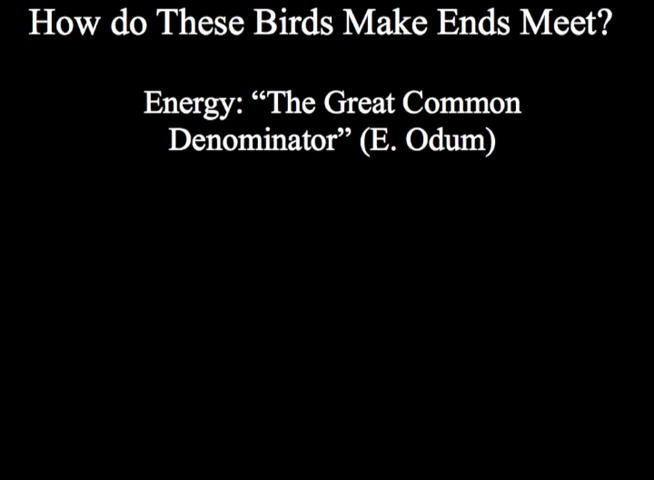 How do These Birds Make Ends Meet?
Energy: “The Great Common
Denominator” (E. Odum)